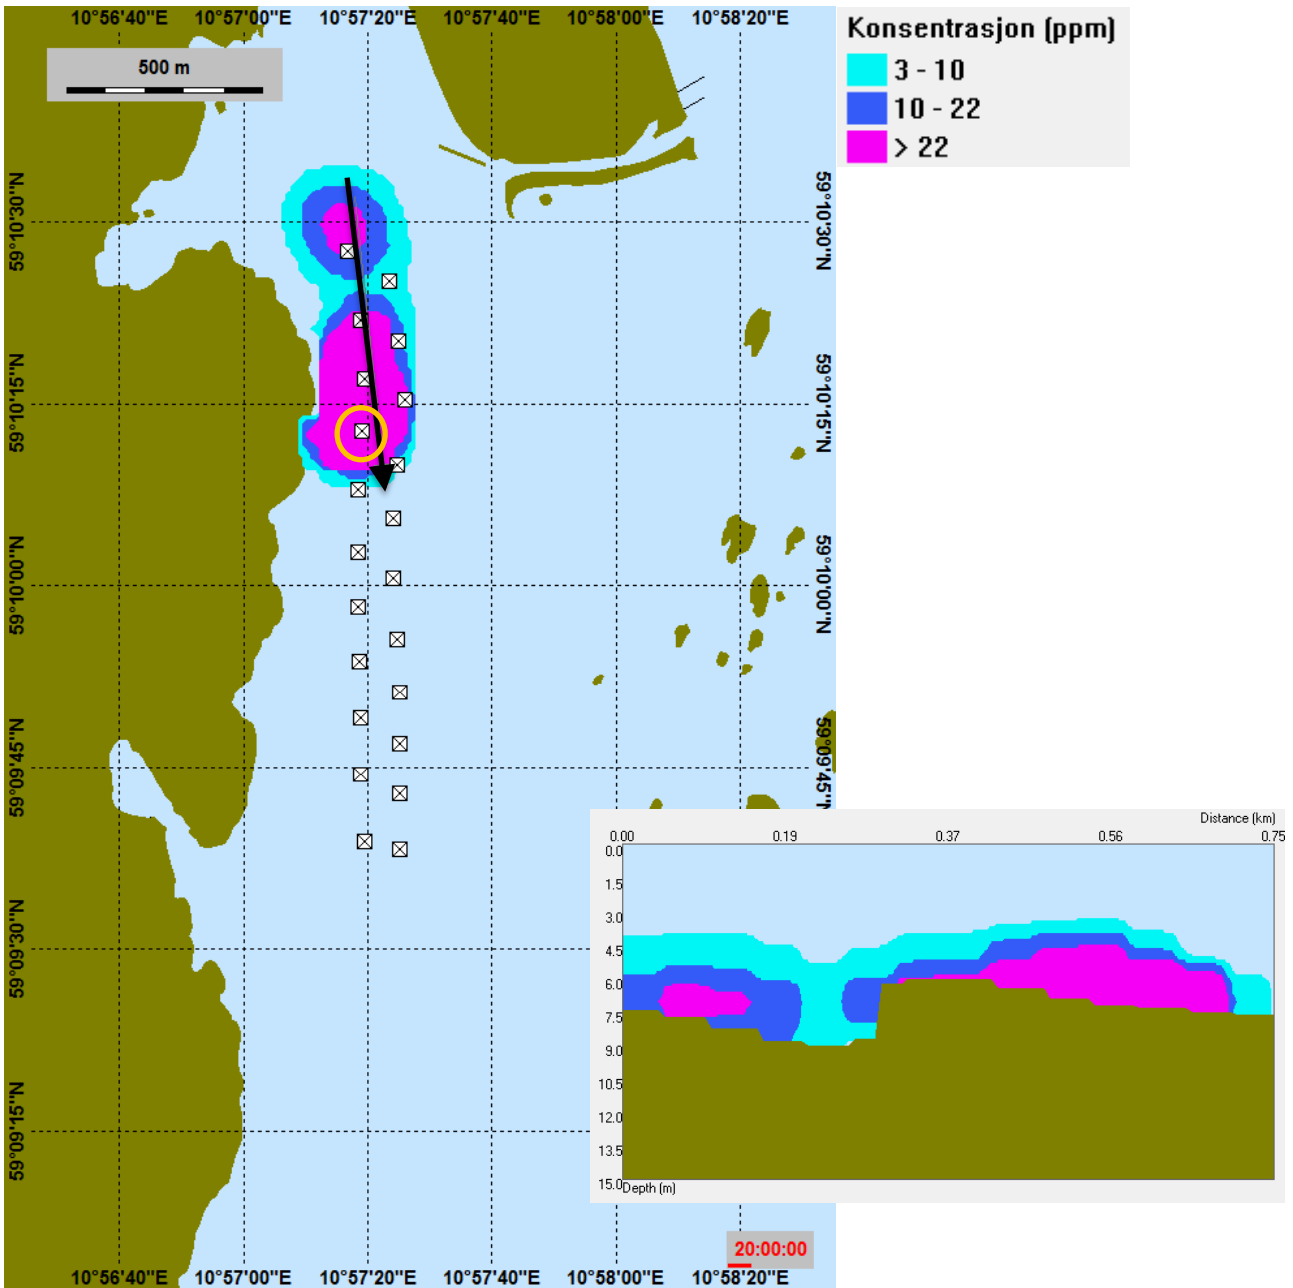 10°56'40"E 10°57'00"E 10°57'20"E 10°57'40"E 10°58'00"E 10°58'20"E
Konsentrasjon (ppm)
3 - 10
10 - 22
> 22
500 m
59°10'30"N 59°10'30"N
59°10'15"N 59°10'15"N
59°10'00"N 59°10'00"N
59°09'45"N 59°09'45"N
59°09'30"N
59°09'15"N
Distance (km)
0.00 0.19 0.37 0.56 0.75
0.0
1.5
3.0
4.5
6.0
7.5
9.0
10.5
12.0
13.5
15.0
Depth (m)
20:00:00
10°56'40"E 10°57'00"E 10°57'20"E 10°57'40"E 10°58'00"E 10°58'20"E